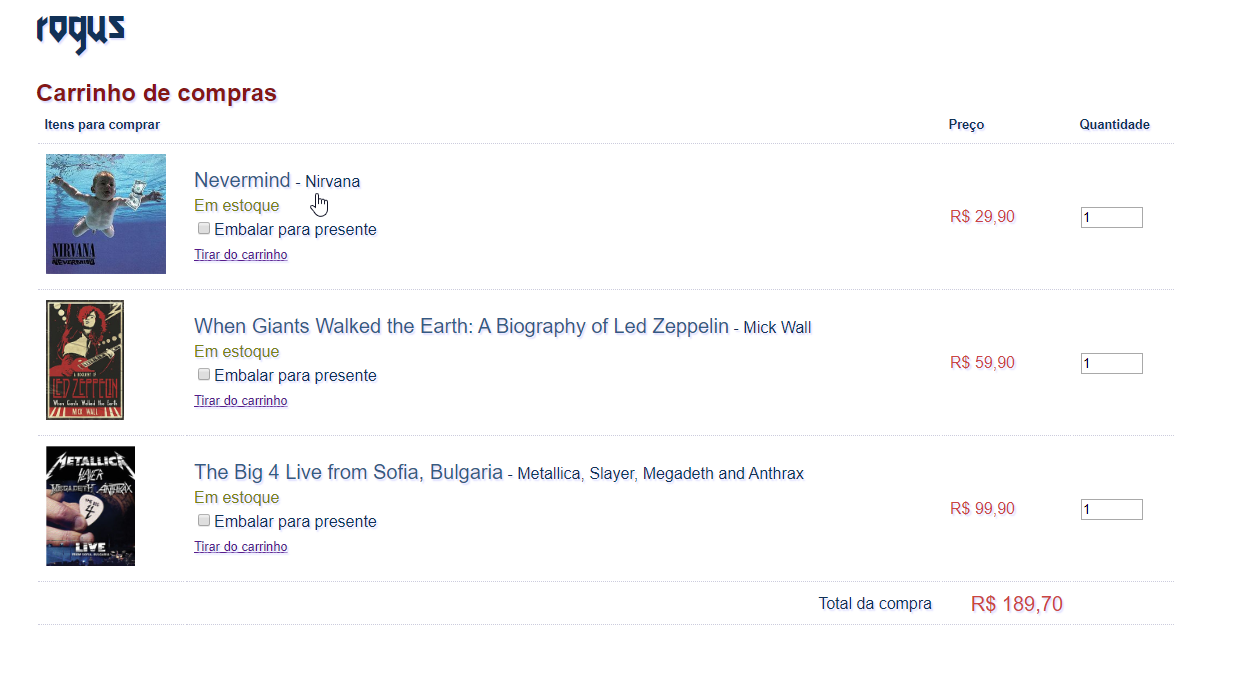 rogus
Carrinho de compras
Itens para comprar Preço Quantidade
NIRVANA
NEVERMIND
Nevermind - Nirvana
Em estoque
Embalar para presente
Tirar do carrinho
R$ 29,90 1
A BIOGRAPHY OF
LED ZEPPELIN
When Giants Walked the Earth
MICK WALL
When Giants Walked the Earth: A Biography of Led Zeppelin - Mick Wall
Em estoque
Embalar para presente
Tirar do carrinho
R$ 59,90 1
METALLICA
SLAYER
MEGADETH ANTHRAX
THE BIG
4
LIVE
The Big 4 Live from Sofia, Bulgaria - Metallica, Slayer, Megadeth and Anthrax
Em estoque
Embalar para presente
Tirar do carrinho
R$ 99,90 1
Total da compra R$ 189,70